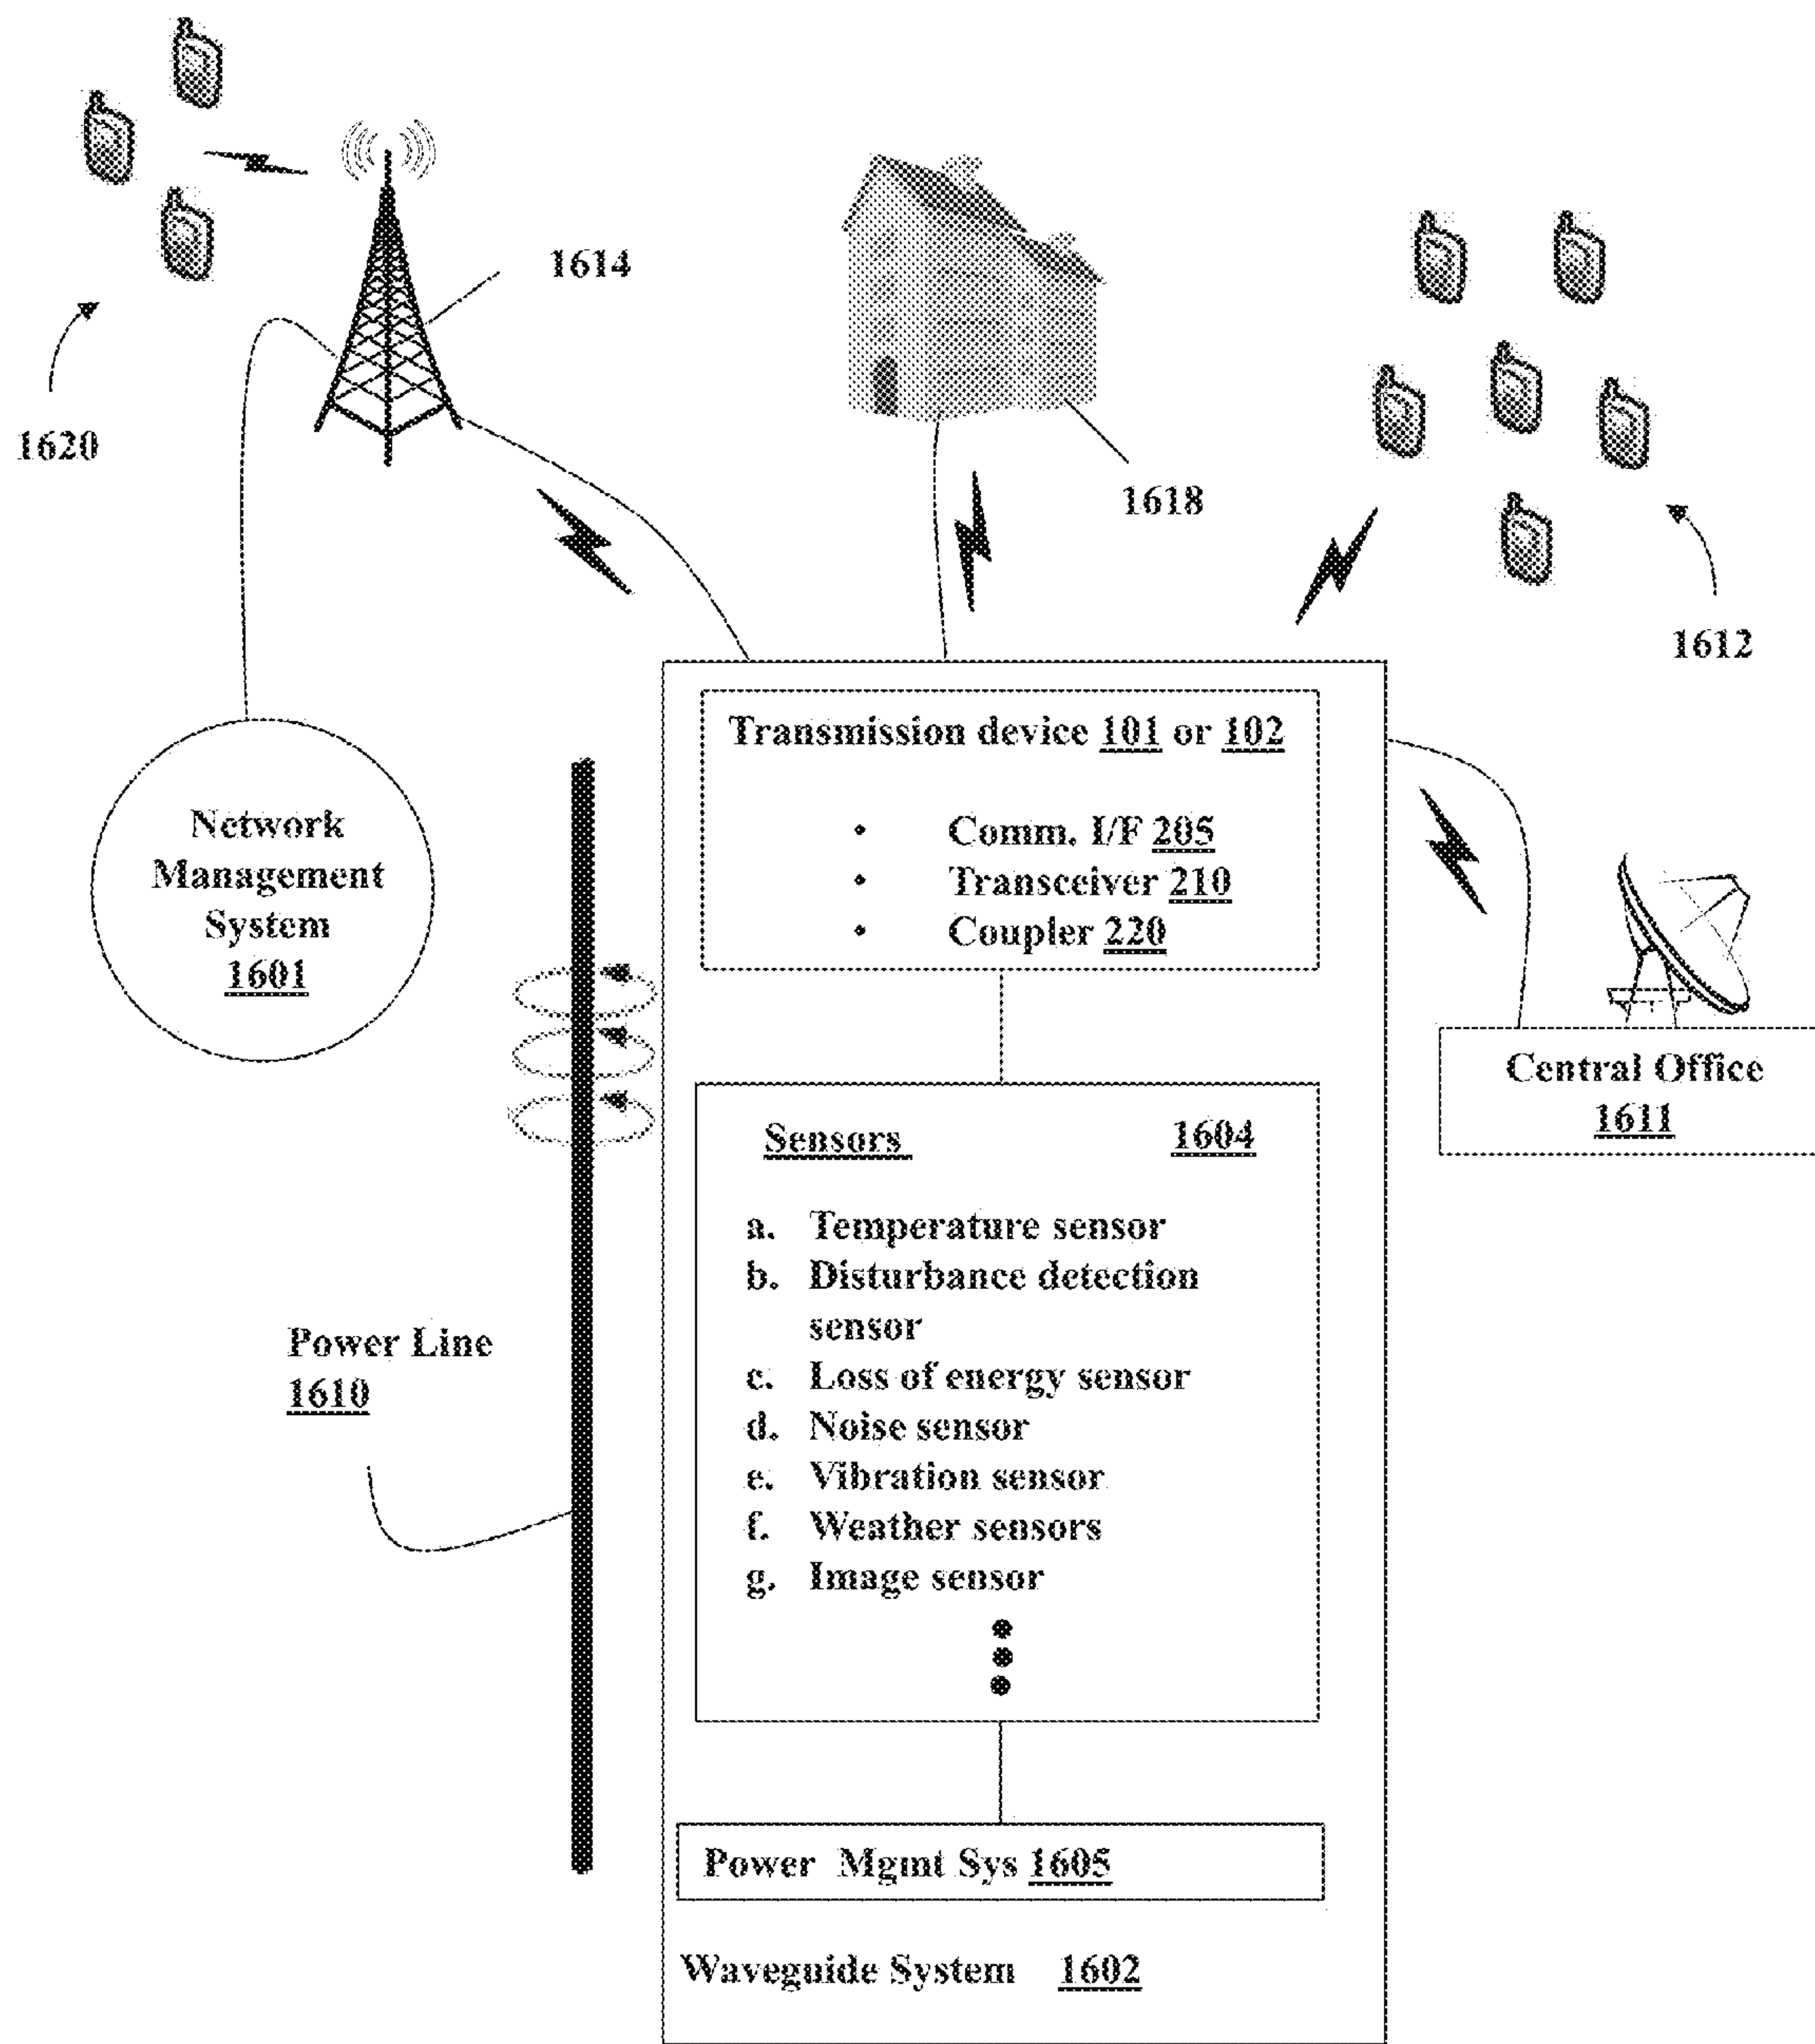 1614
1620
1618
1612
Transmission device 101 or 102
• Comm. I/F 205
• Transceiver 210
• Coupler 220
Network
Management
System
1601
Central Office
1611
Sensors 1604
a. Temperature sensor
b. Disturbance detection
sensor
c. Loss of energy sensor
d. Noise sensor
e. Vibration sensor
f. Weather sensors
g. Image sensor
Power Line
1610
Power Mgmt Sys 1605
Waveguide System 1602